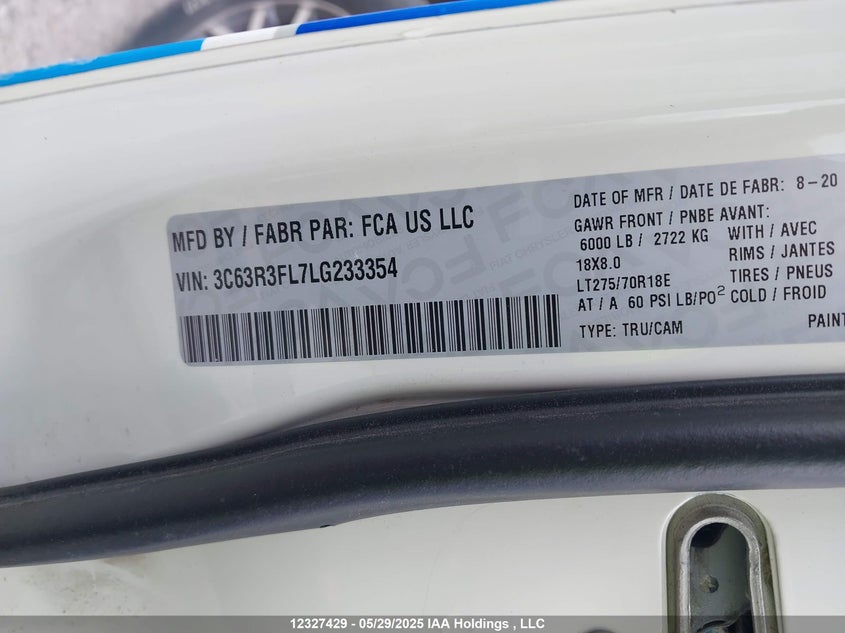 MFD BY / FABR PAR: FCA US LLC
VIN: 3C63R3FL7LG233354
DATE OF MFR / DATE DE FABR: 8-20
GAWR FRONT / PNBE AVANT:
6000 LB / 2722 KG WITH / AVEC
18X8.0 RIMS / JANTES
LT275/70R18E TIRES / PNEUS
AT / A 60 PSI LB/PO² COLD / FROID
TYPE: TRU/CAM PAINT
12327429 - 05/29/2025 IAA Holdings , LLC